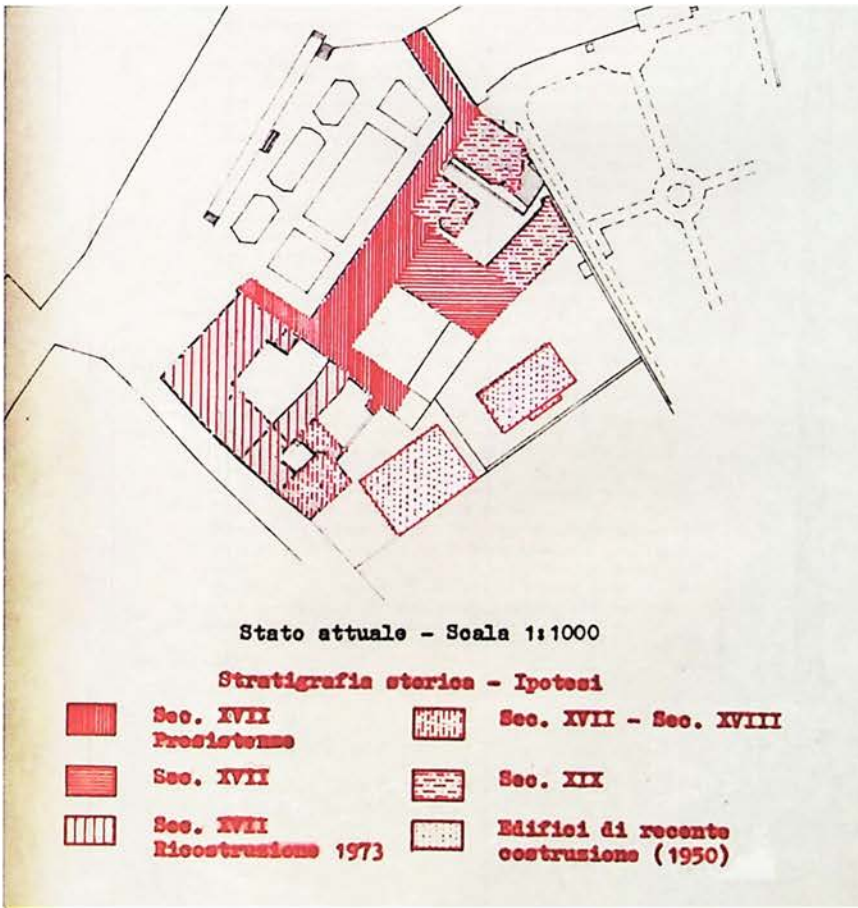 Stato attuale - Scala 1:1000
Stratigrafia storica - Ipotesi
Sec. XVII
Presistenze
Sec. XVII
Sec. XVII
Ricostruzione 1973
Sec. XVII - Sec. XVIII
Sec. XIX
Edifici di recente
costruzione (1950)